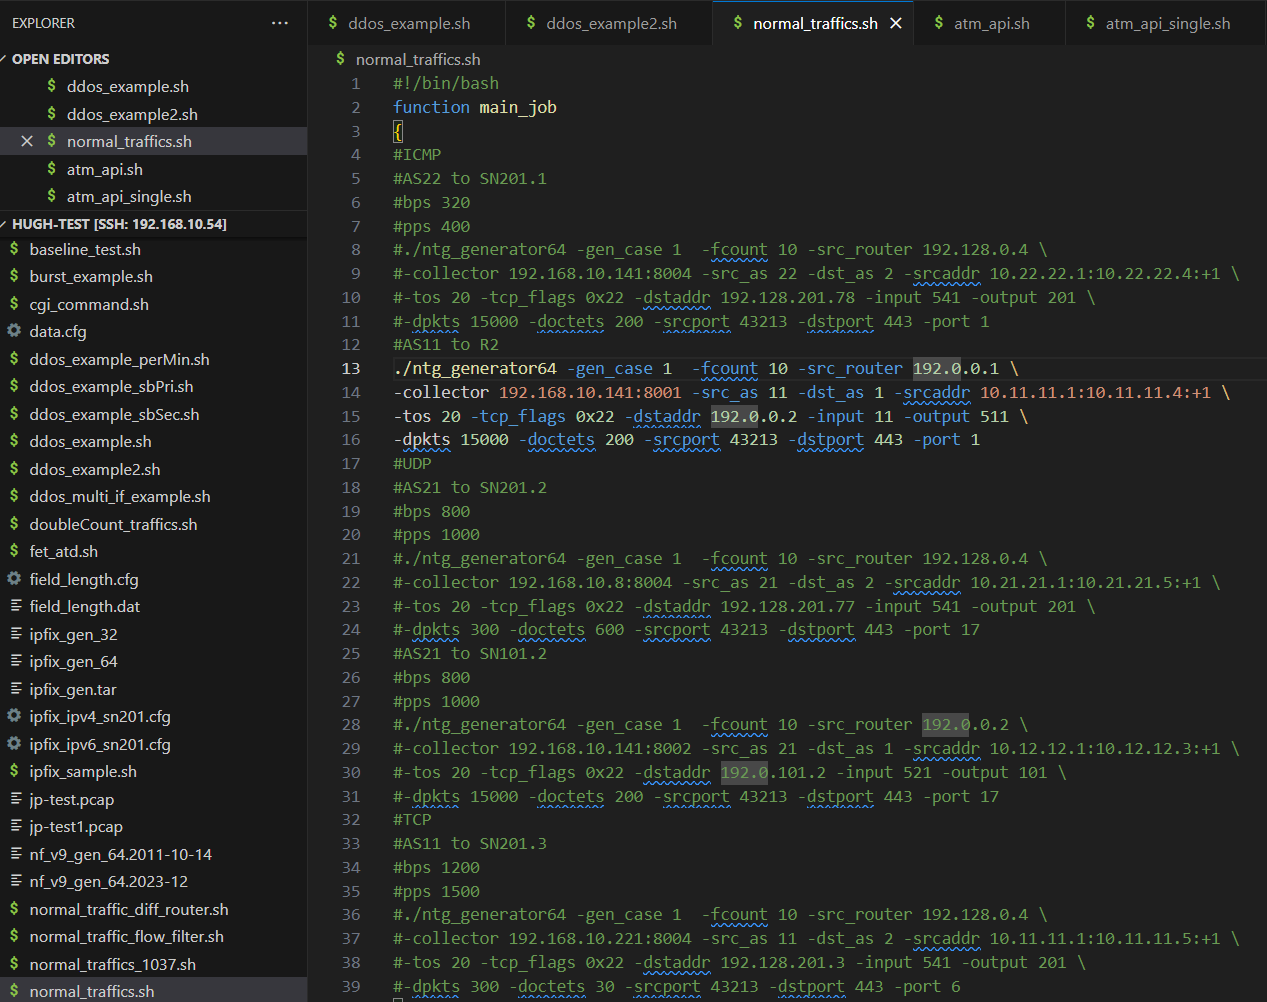 EXPLORER
···
OPEN EDITORS
$ ddos_example.sh
$ ddos_example2.sh
$ normal_traffics.sh
$ atm_api.sh
$ atm_api_single.sh
HUGH-TEST [SSH: 192.168.10.54]
$ baseline_test.sh
$ burst_example.sh
$ cgi_command.sh
data.cfg
$ ddos_example_perMin.sh
$ ddos_example_sbPri.sh
$ ddos_example_sbSec.sh
$ ddos_example.sh
$ ddos_example2.sh
$ ddos_multi_if_example.sh
$ doubleCount_traffics.sh
$ fet_atd.sh
field_length.cfg
field_length.dat
ipfix_gen_32
ipfix_gen_64
ipfix_gen.tar
ipfix_ipv4_sn201.cfg
ipfix_ipv6_sn201.cfg
$ ipfix_sample.sh
jp-test.pcap
jp-test1.pcap
nf_v9_gen_64.2011-10-14
nf_v9_gen_64.2023-12
$ normal_traffic_diff_router.sh
$ normal_traffic_flow_filter.sh
$ normal_traffics_1037.sh
$ normal_traffics.sh
$ ddos_example.sh $ ddos_example2.sh $ normal_traffics.sh $ atm_api.sh $ atm_api_single.sh
$ normal_traffics.sh
1 #!/bin/bash
2 function main_job
3 {
4 #ICMP
5 #AS22 to SN201.1
6 #bps 320
7 #pps 400
8 #./ntg_generator64 -gen_case 1  -fcount 10 -src_router 192.128.0.4 \
9 #-collector 192.168.10.141:8004 -src_as 22 -dst_as 2 -srcaddr 10.22.22.1:10.22.22.4:+1 \
10 #-tos 20 -tcp_flags 0x22 -dstaddr 192.128.201.78 -input 541 -output 201 \
11 #-dpkts 15000 -doctets 200 -srcport 43213 -dstport 443 -port 1
12 #AS11 to R2
13 ./ntg_generator64 -gen_case 1  -fcount 10 -src_router 192.0.0.1 \
14 -collector 192.168.10.141:8001 -src_as 11 -dst_as 1 -srcaddr 10.11.11.1:10.11.11.4:+1 \
15 -tos 20 -tcp_flags 0x22 -dstaddr 192.0.0.2 -input 11 -output 511 \
16 -dpkts 15000 -doctets 200 -srcport 43213 -dstport 443 -port 1
17 #UDP
18 #AS21 to SN201.2
19 #bps 800
20 #pps 1000
21 #./ntg_generator64 -gen_case 1  -fcount 10 -src_router 192.128.0.4 \
22 #-collector 192.168.10.8:8004 -src_as 21 -dst_as 2 -srcaddr 10.21.21.1:10.21.21.5:+1 \
23 #-tos 20 -tcp_flags 0x22 -dstaddr 192.128.201.77 -input 541 -output 201 \
24 #-dpkts 300 -doctets 600 -srcport 43213 -dstport 443 -port 17
25 #AS21 to SN101.2
26 #bps 800
27 #pps 1000
28 #./ntg_generator64 -gen_case 1  -fcount 10 -src_router 192.0.0.2 \
29 #-collector 192.168.10.141:8002 -src_as 21 -dst_as 1 -srcaddr 10.12.12.1:10.12.12.3:+1 \
30 #-tos 20 -tcp_flags 0x22 -dstaddr 192.0.101.2 -input 521 -output 101 \
31 #-dpkts 15000 -doctets 200 -srcport 43213 -dstport 443 -port 17
32 #TCP
33 #AS11 to SN201.3
34 #bps 1200
35 #pps 1500
36 #./ntg_generator64 -gen_case 1  -fcount 10 -src_router 192.128.0.4 \
37 #-collector 192.168.10.221:8004 -src_as 11 -dst_as 2 -srcaddr 10.11.11.1:10.11.11.5:+1 \
38 #-tos 20 -tcp_flags 0x22 -dstaddr 192.128.201.3 -input 541 -output 201 \
39 #-dpkts 300 -doctets 30 -srcport 43213 -dstport 443 -port 6